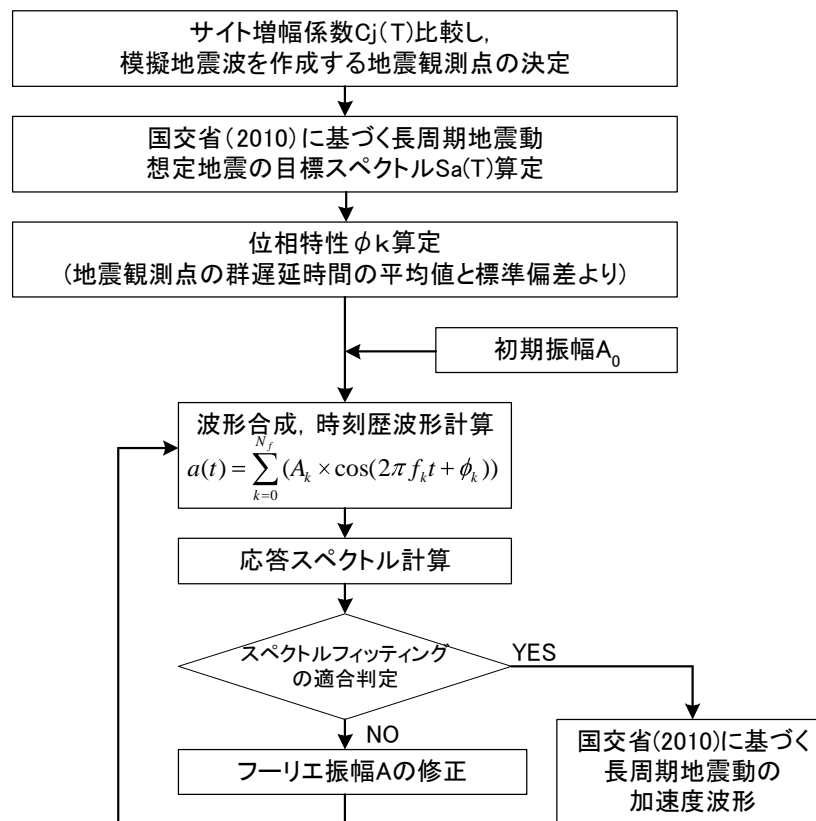 サイト増幅係数Cj(T)比較し,
模擬地震波を作成する地震観測点の決定
国交省(2010)に基づく長周期地震動
想定地震の目標スペクトルSa(T)算定
位相特性φk算定
(地震観測点の群遅延時間の平均値と標準偏差より)
初期振幅A₀
波形合成, 時刻歴波形計算
a(t) = \sum_{k=0}^{N_f} (A_k × cos(2π f_k t + φ_k))
応答スペクトル計算
スペクトルフィッティング
の適合判定
YES
NO
フーリエ振幅Aの修正
国交省(2010)に基づく
長周期地震動の
加速度波形